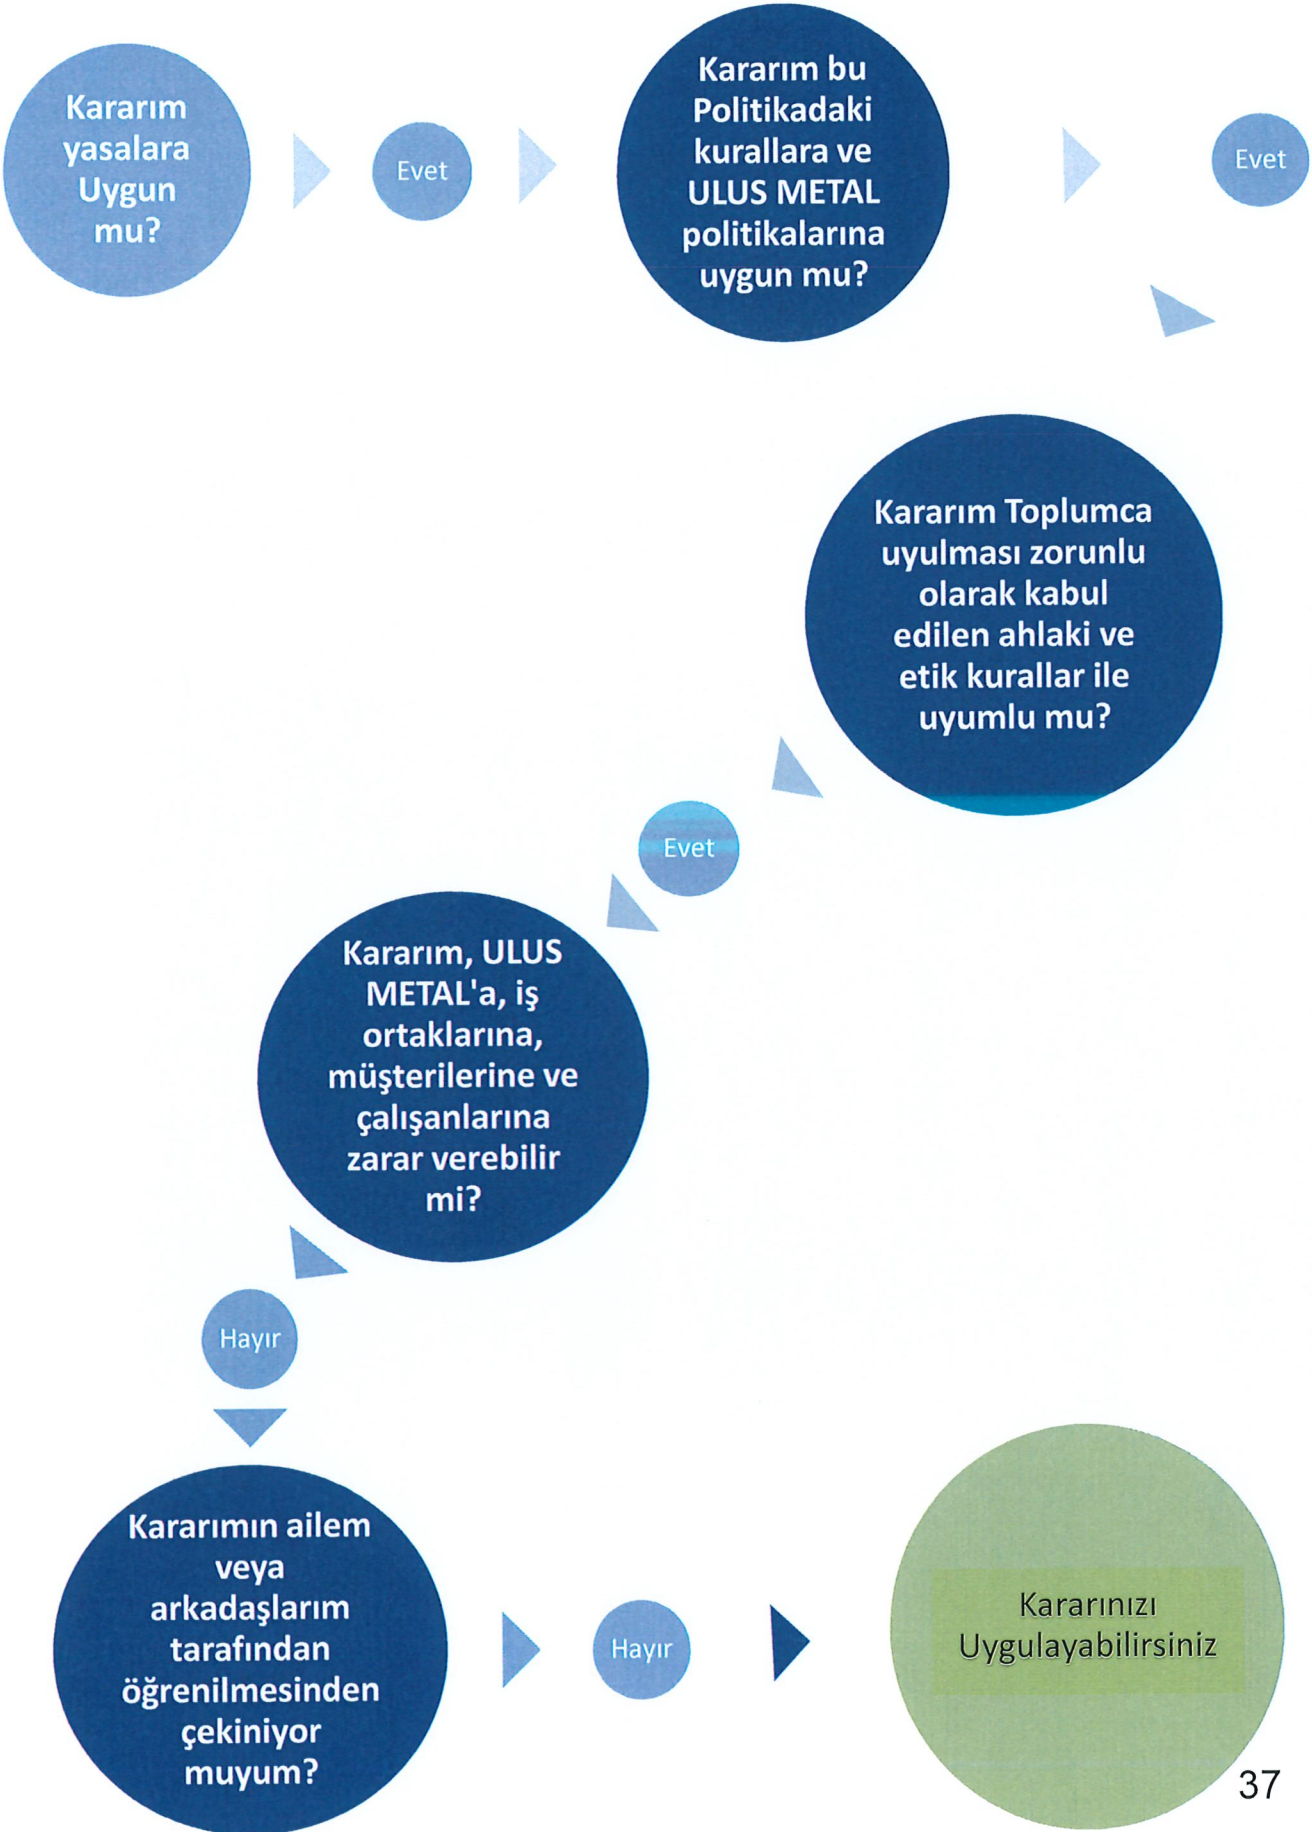 Kararım
yasalara
Uygun
mu?
Evet
Kararım bu
Politikadaki
kurallara ve
ULUS METAL
politikalarına
uygun mu?
Evet
Kararım Toplumca
uyulması zorunlu
olarak kabul
edilen ahlaki ve
etik kurallar ile
uyumlu mu?
Evet
Kararım, ULUS
METAL'a, iş
ortaklarına,
müşterilerine ve
çalışanlarına
zarar verebilir
mi?
Hayır
Kararımın ailem
veya
arkadaşlarım
tarafından
öğrenilmesinden
çekiniyor
muyum?
Hayır
Kararınızı
Uygulayabilirsiniz
37